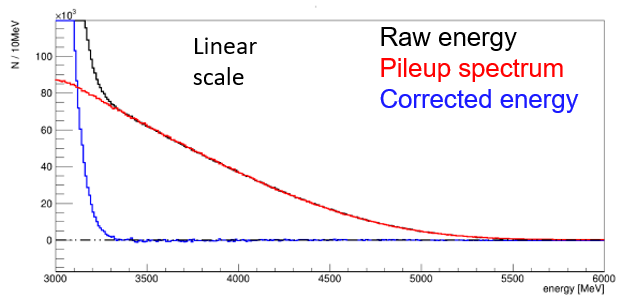 ×10³
N / 10MeV
100
80
60
40
20
0
Linear
scale
Raw energy
Pileup spectrum
Corrected energy
3000 3500 4000 4500 5000 5500 6000
energy [MeV]